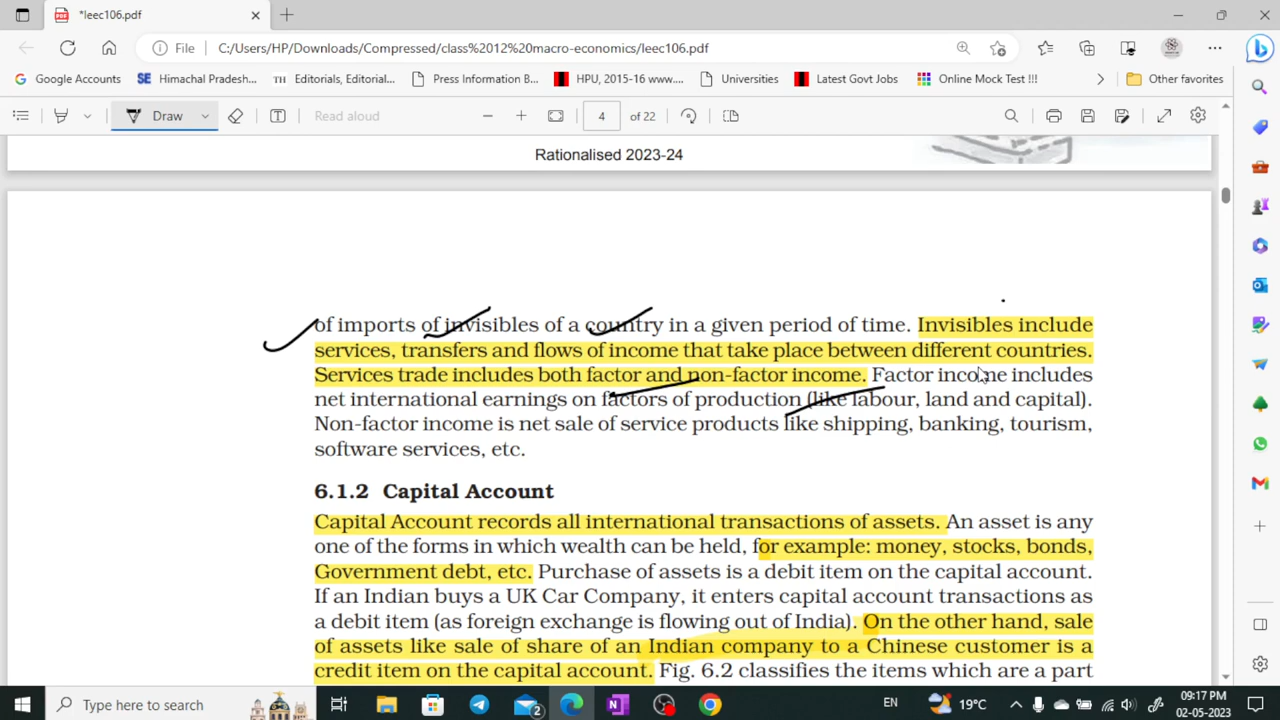 *leec106.pdf
File
C:/Users/HP/Downloads/Compressed/class%2012%20macro-economics/leec106.pdf
Google Accounts
Himachal Pradesh...
Editorials, Editorial...
Press Information B...
HPU, 2015-16 www....
Universities
Latest Govt Jobs
Online Mock Test !!!
Other favorites
Draw
Read aloud
4 of 22
Rationalised 2023-24
of imports of invisibles of a country in a given period of time. Invisibles include
services, transfers and flows of income that take place between different countries.
Services trade includes both factor and non-factor income. Factor income includes
net international earnings on factors of production (like labour, land and capital).
Non-factor income is net sale of service products like shipping, banking, tourism,
software services, etc.
6.1.2 Capital Account
Capital Account records all international transactions of assets. An asset is any
one of the forms in which wealth can be held, for example: money, stocks, bonds,
Government debt, etc. Purchase of assets is a debit item on the capital account.
If an Indian buys a UK Car Company, it enters capital account transactions as
a debit item (as foreign exchange is flowing out of India). On the other hand, sale
of assets like sale of share of an Indian company to a Chinese customer is a
credit item on the capital account. Fig. 6.2 classifies the items which are a part
Type here to search
2
EN
19°C
09:17 PM
02-05-2023